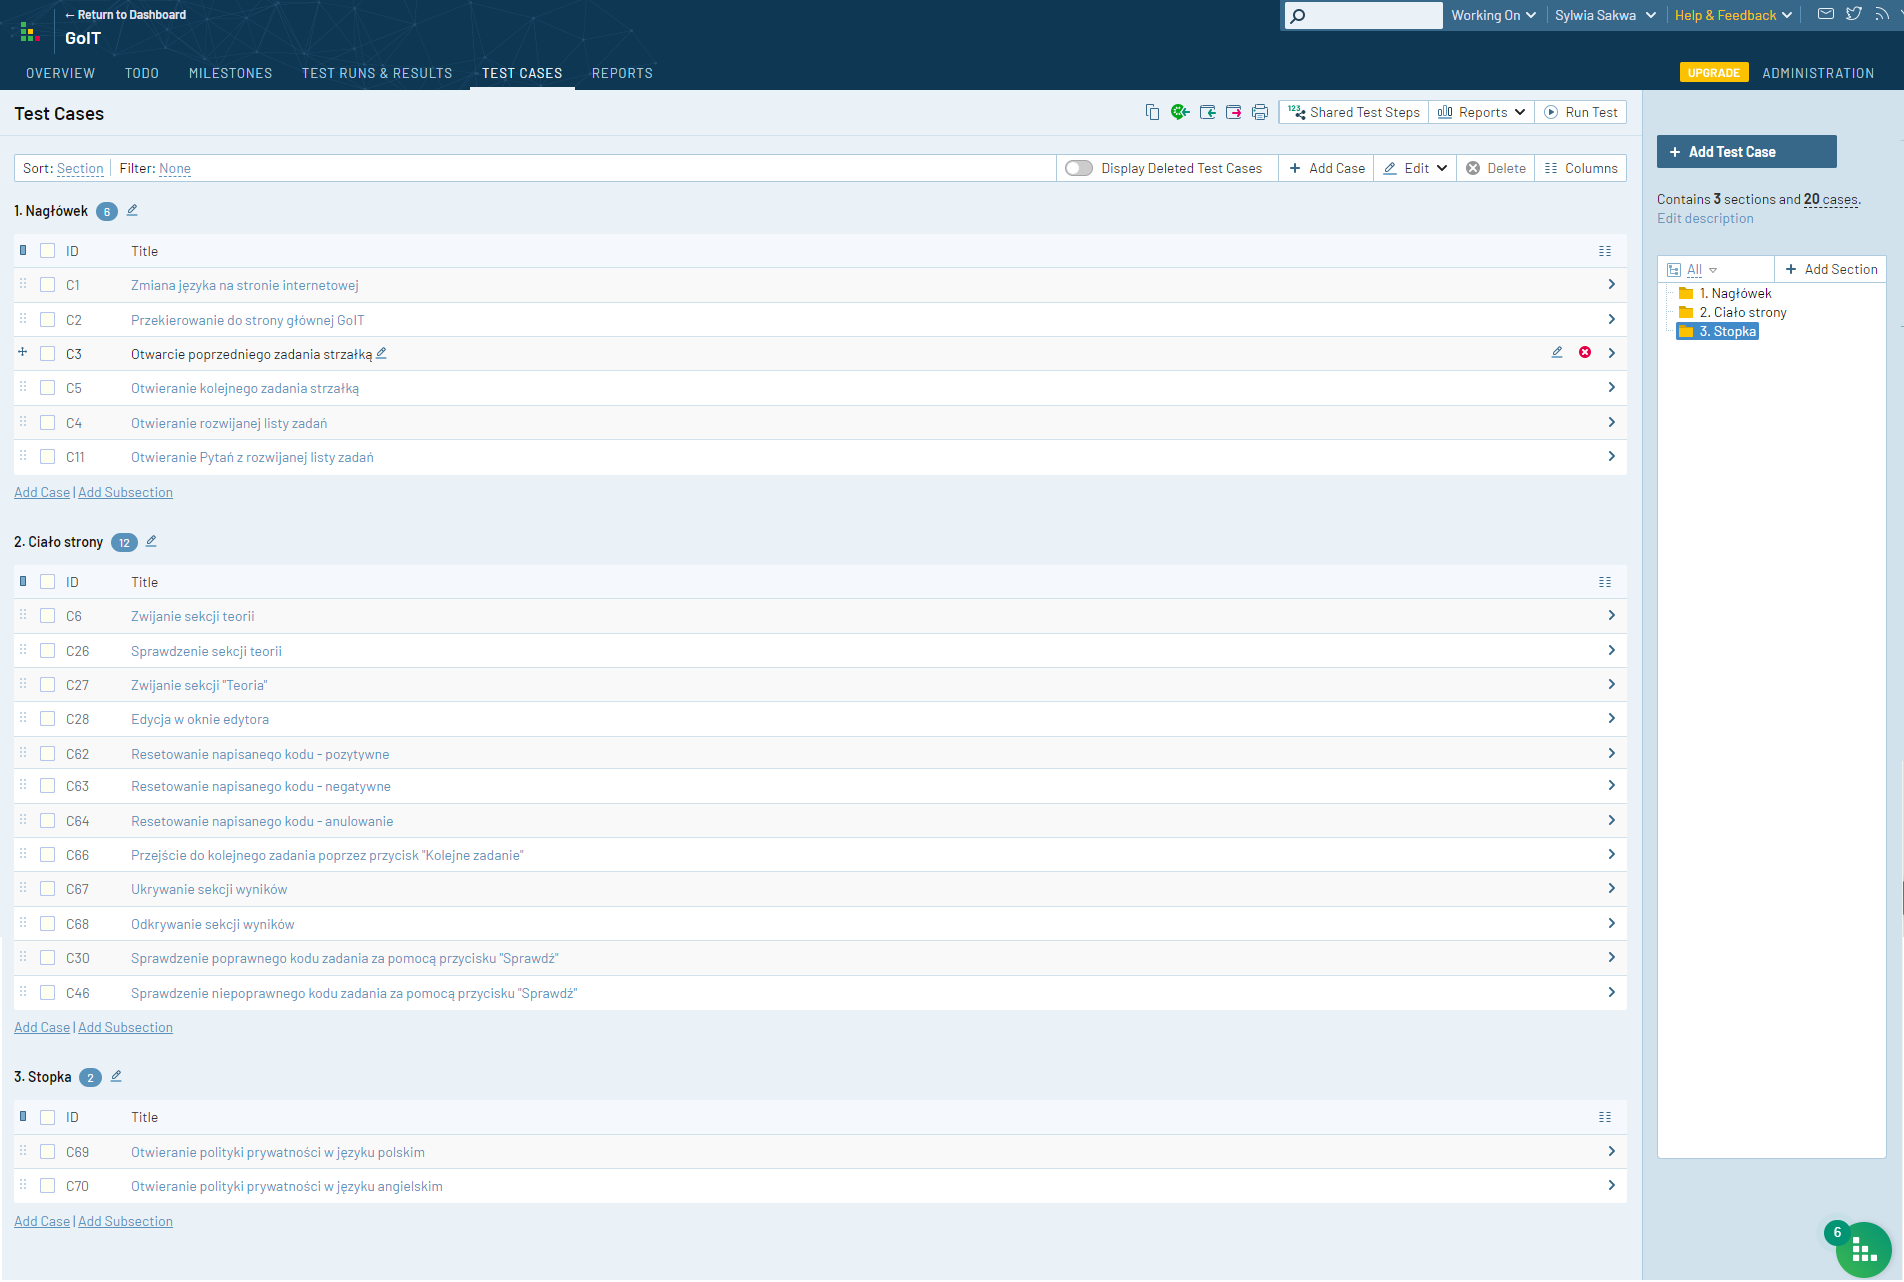 ← Return to Dashboard
GoIT
Working On
Sylwia Sakwa
Help & Feedback
OVERVIEW TODO MILESTONES TEST RUNS & RESULTS TEST CASES REPORTS
UPGRADE ADMINISTRATION
Test Cases
123 Shared Test Steps Reports Run Test
Sort: Section Filter: None
Display Deleted Test Cases + Add Case Edit Delete Columns
1. Nagłówek 6
ID Title
C1 Zmiana języka na stronie internetowej
C2 Przekierowanie do strony głównej GoIT
C3 Otwarcie poprzedniego zadania strzałką
C5 Otwieranie kolejnego zadania strzałką
C4 Otwieranie rozwijanej listy zadań
C11 Otwieranie Pytań z rozwijanej listy zadań
Add Case | Add Subsection
2. Ciało strony 12
ID Title
C6 Zwijanie sekcji teorii
C26 Sprawdzenie sekcji teorii
C27 Zwijanie sekcji "Teoria"
C28 Edycja w oknie edytora
C62 Resetowanie napisanego kodu - pozytywne
C63 Resetowanie napisanego kodu - negatywne
C64 Resetowanie napisanego kodu - anulowanie
C66 Przejście do kolejnego zadania poprzez przycisk "Kolejne zadanie"
C67 Ukrywanie sekcji wyników
C68 Odkrywanie sekcji wyników
C30 Sprawdzenie poprawnego kodu zadania za pomocą przycisku "Sprawdź"
C46 Sprawdzenie niepoprawnego kodu zadania za pomocą przycisku "Sprawdź"
Add Case | Add Subsection
3. Stopka 2
ID Title
C69 Otwieranie polityki prywatności w języku polskim
C70 Otwieranie polityki prywatności w języku angielskim
Add Case | Add Subsection
+ Add Test Case
Contains 3 sections and 20 cases.
Edit description
All + Add Section
1. Nagłówek
2. Ciało strony
3. Stopka
6